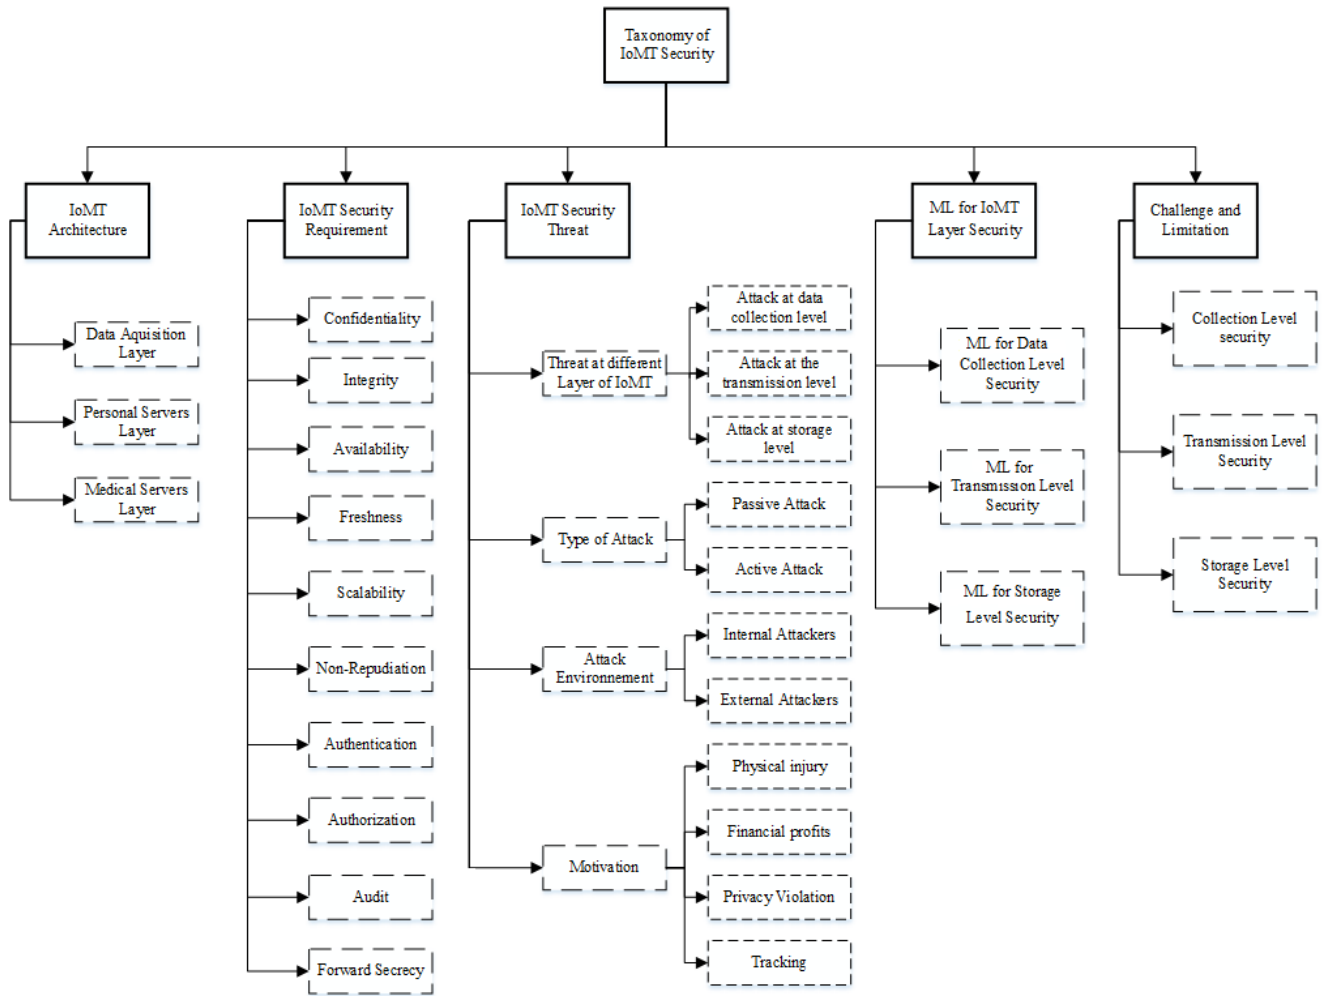 Taxonomy of
IoMT Security
IoMT
Architecture
Data Aquisition
Layer
Personal Servers
Layer
Medical Servers
Layer
IoMT Security
Requirement
Confidentiality
Integrity
Availability
Freshness
Scalability
Non-Repudiation
Authentication
Authorization
Audit
Forward Secrecy
IoMT Security
Threat
Threat at different
Layer of IoMT
Attack at data
collection level
Attack at the
transmission level
Attack at storage
level
Type of Attack
Passive Attack
Active Attack
Attack
Environnement
Internal Attackers
External Attackers
Motivation
Physical injury
Financial profits
Privacy Violation
Tracking
ML for IoMT
Layer Security
ML for Data
Collection Level
Security
ML for
Transmission Level
Security
ML for Storage
Level Security
Challenge and
Limitation
Collection Level
security
Transmission Level
Security
Storage Level
Security